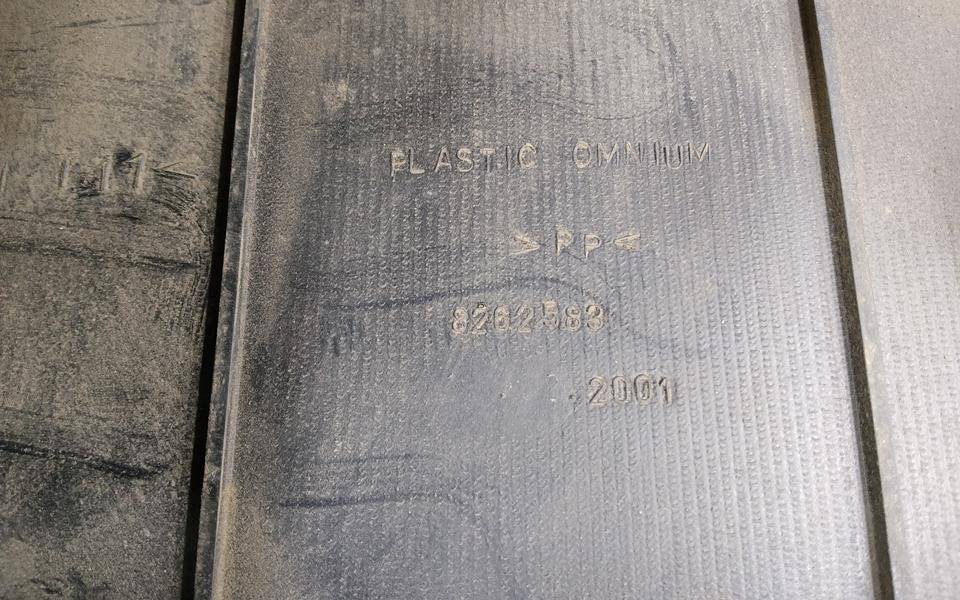 PLASTIC OMNIUM
>PP<
8262583
2001